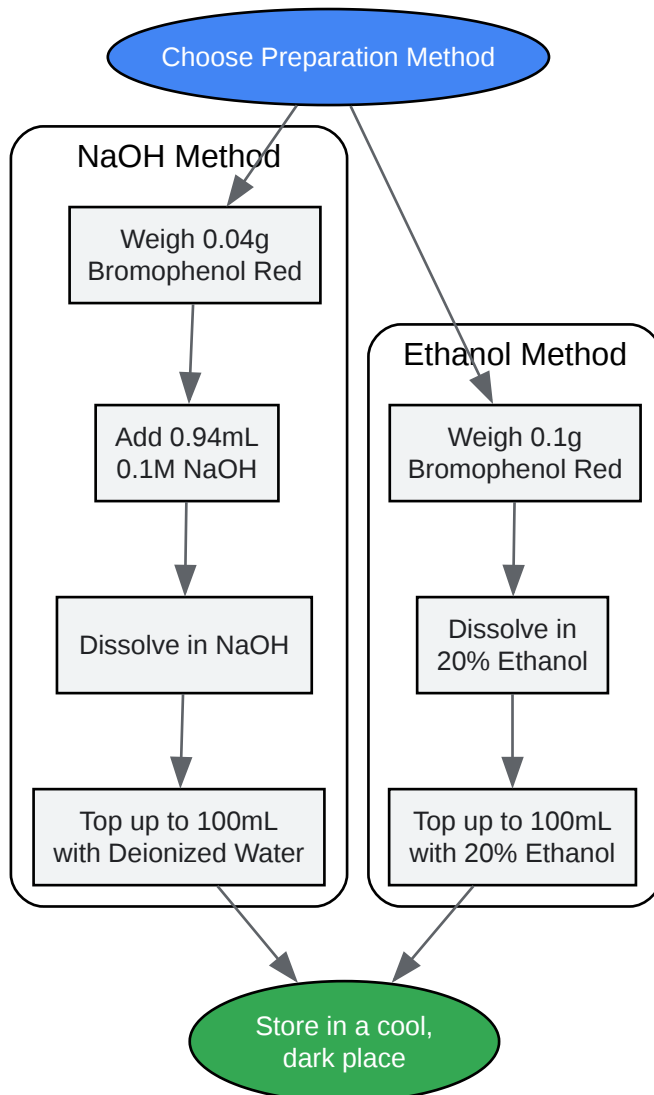 Choose Preparation Method
NaOH Method
Weigh 0.04g
Bromophenol Red
Add 0.94mL
0.1M NaOH
Dissolve in NaOH
Top up to 100mL
with Deionized Water
Ethanol Method
Weigh 0.1g
Bromophenol Red
Dissolve in
20% Ethanol
Top up to 100mL
with 20% Ethanol
Store in a cool,
dark place